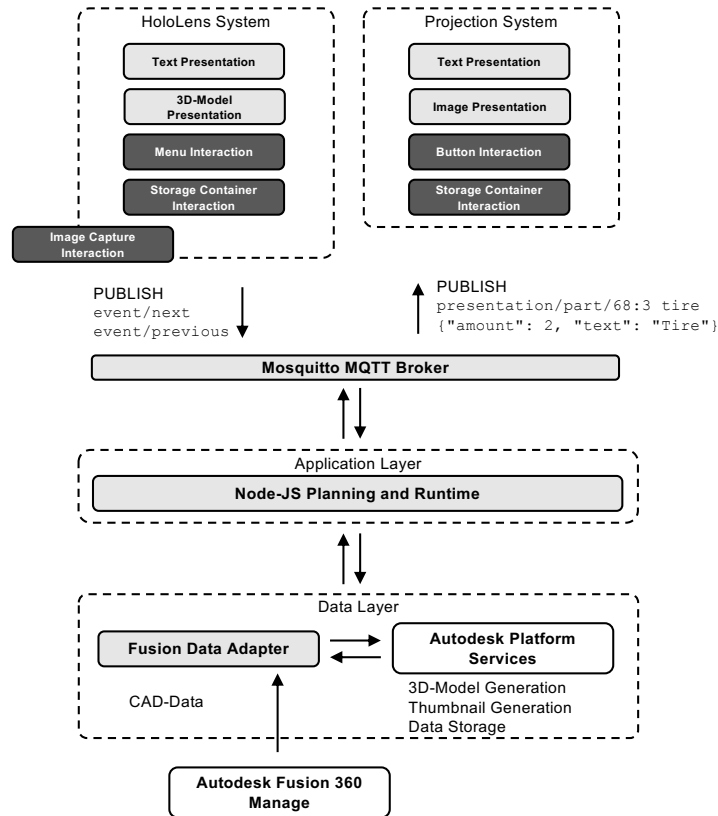 HoloLens System
Text Presentation
3D-Model
Presentation
Menu Interaction
Storage Container
Interaction
Image Capture
Interaction
Projection System
Text Presentation
Image Presentation
Button Interaction
Storage Container
Interaction
PUBLISH
event/next
event/previous
PUBLISH
presentation/part/68:3 tire
{"amount": 2, "text": "Tire"}
Mosquitto MQTT Broker
Application Layer
Node-JS Planning and Runtime
Data Layer
Fusion Data Adapter
CAD-Data
Autodesk Platform
Services
3D-Model Generation
Thumbnail Generation
Data Storage
Autodesk Fusion 360
Manage